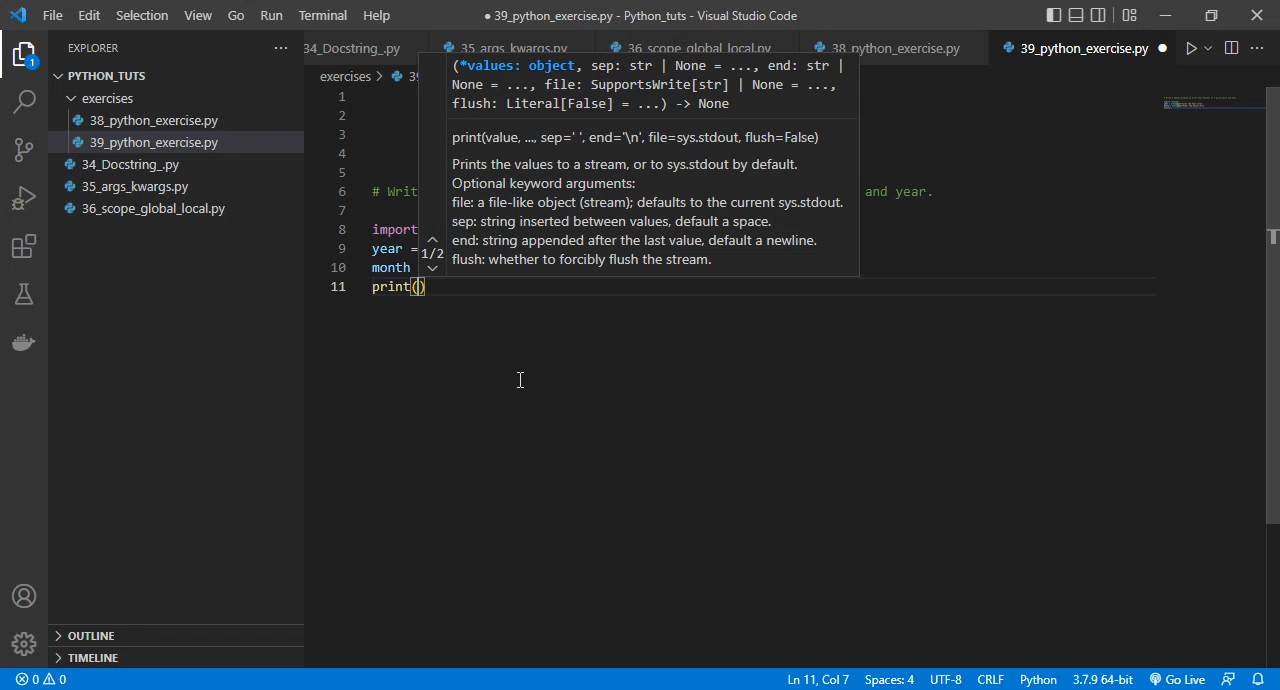 File Edit Selection View Go Run Terminal Help
● 39_python_exercise.py - Python_tuts - Visual Studio Code
1
EXPLORER
PYTHON_TUTS
exercises
38_python_exercise.py
39_python_exercise.py
34_Docstring_.py
35_args_kwargs.py
36_scope_global_local.py
OUTLINE
TIMELINE
34_Docstring_.py 35_args_kwargs.py 36_scope_global_local.py 38_python_exercise.py 39_python_exercise.py
exercises > 39
(*values: object, sep: str | None = ..., end: str |
None = ..., file: SupportsWrite[str] | None = ...,
flush: Literal[False] = ...) -> None
print(value, ..., sep=' ', end='\n', file=sys.stdout, flush=False)
Prints the values to a stream, or to sys.stdout by default.
Optional keyword arguments:
file: a file-like object (stream); defaults to the current sys.stdout.
sep: string inserted between values, default a space.
end: string appended after the last value, default a newline.
flush: whether to forcibly flush the stream.
1/2
1
2
3
4
5
6 # Writ and year.
7
8 import
9 year =
10 month
11 print()
0 0
Ln 11, Col 7 Spaces: 4 UTF-8 CRLF Python 3.7.9 64-bit Go Live